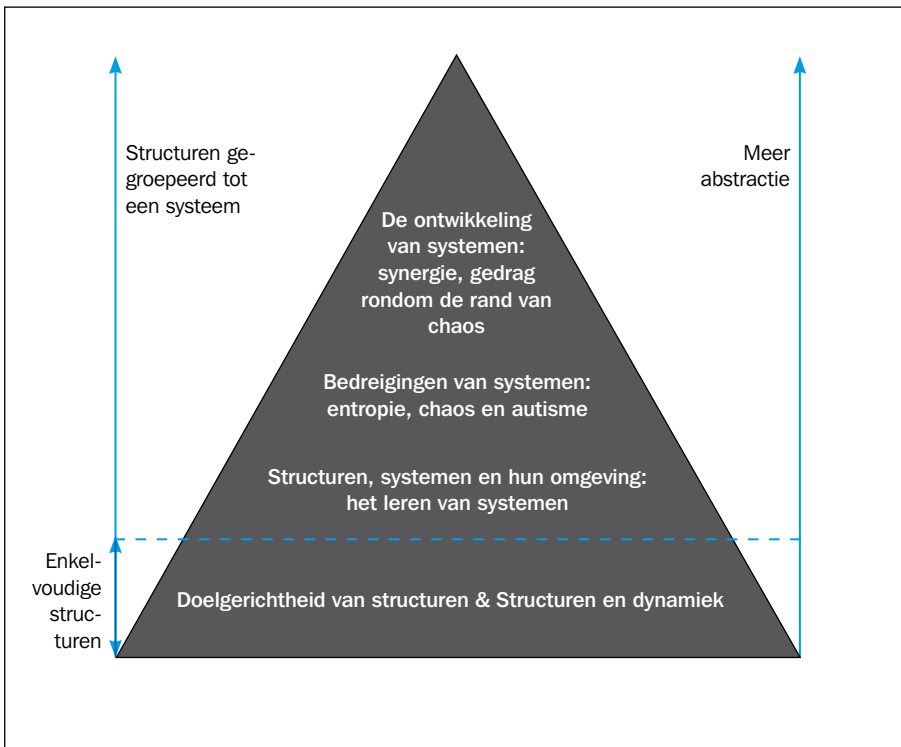 Structuren ge-
groepeerd tot
een systeem
Meer
abstractie
De ontwikkeling
van systemen:
synergie, gedrag
rondom de rand van
chaos
Bedreigingen van systemen:
entropie, chaos en autisme
Structuren, systemen en hun omgeving:
het leren van systemen
Enkel-
voudige
struc-
turen
Doelgerichtheid van structuren & Structuren en dynamiek